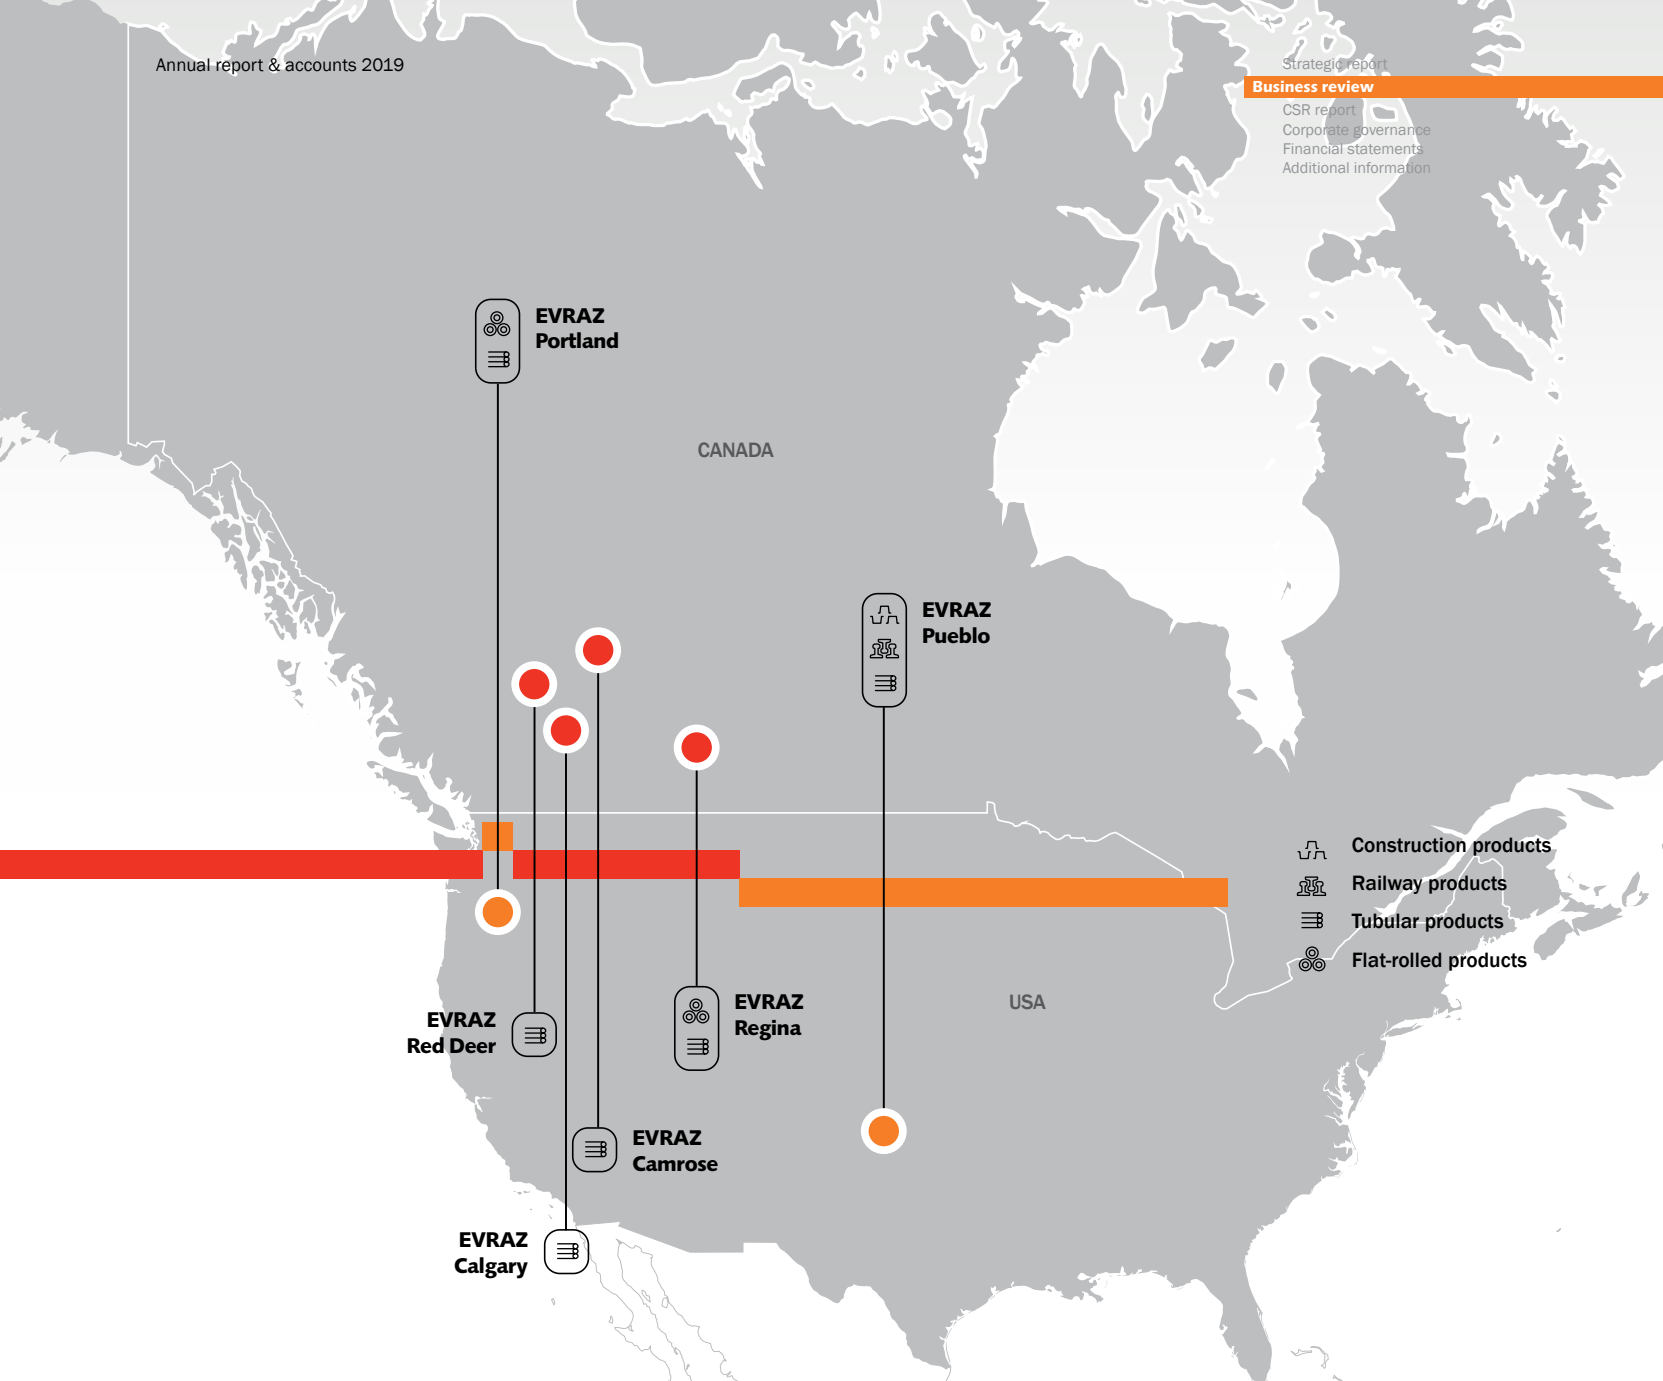 Annual report & accounts 2019
Strategic report
Business review
CSR report
Corporate governance
Financial statements
Additional information
EVRAZ
Portland
CANADA
EVRAZ
Pueblo
Construction products
Railway products
Tubular products
Flat-rolled products
USA
EVRAZ
Regina
EVRAZ
Red Deer
EVRAZ
Camrose
EVRAZ
Calgary